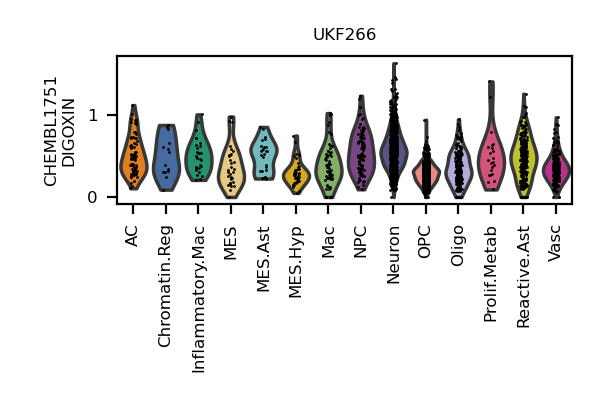 UKF266
CHEMBL1751
DIGOXIN
1
0
AC
Chromatin.Reg
Inflammatory.Mac
MES
MES.Ast
MES.Hyp
Mac
NPC
Neuron
OPC
Oligo
Prolif.Metab
Reactive.Ast
Vasc